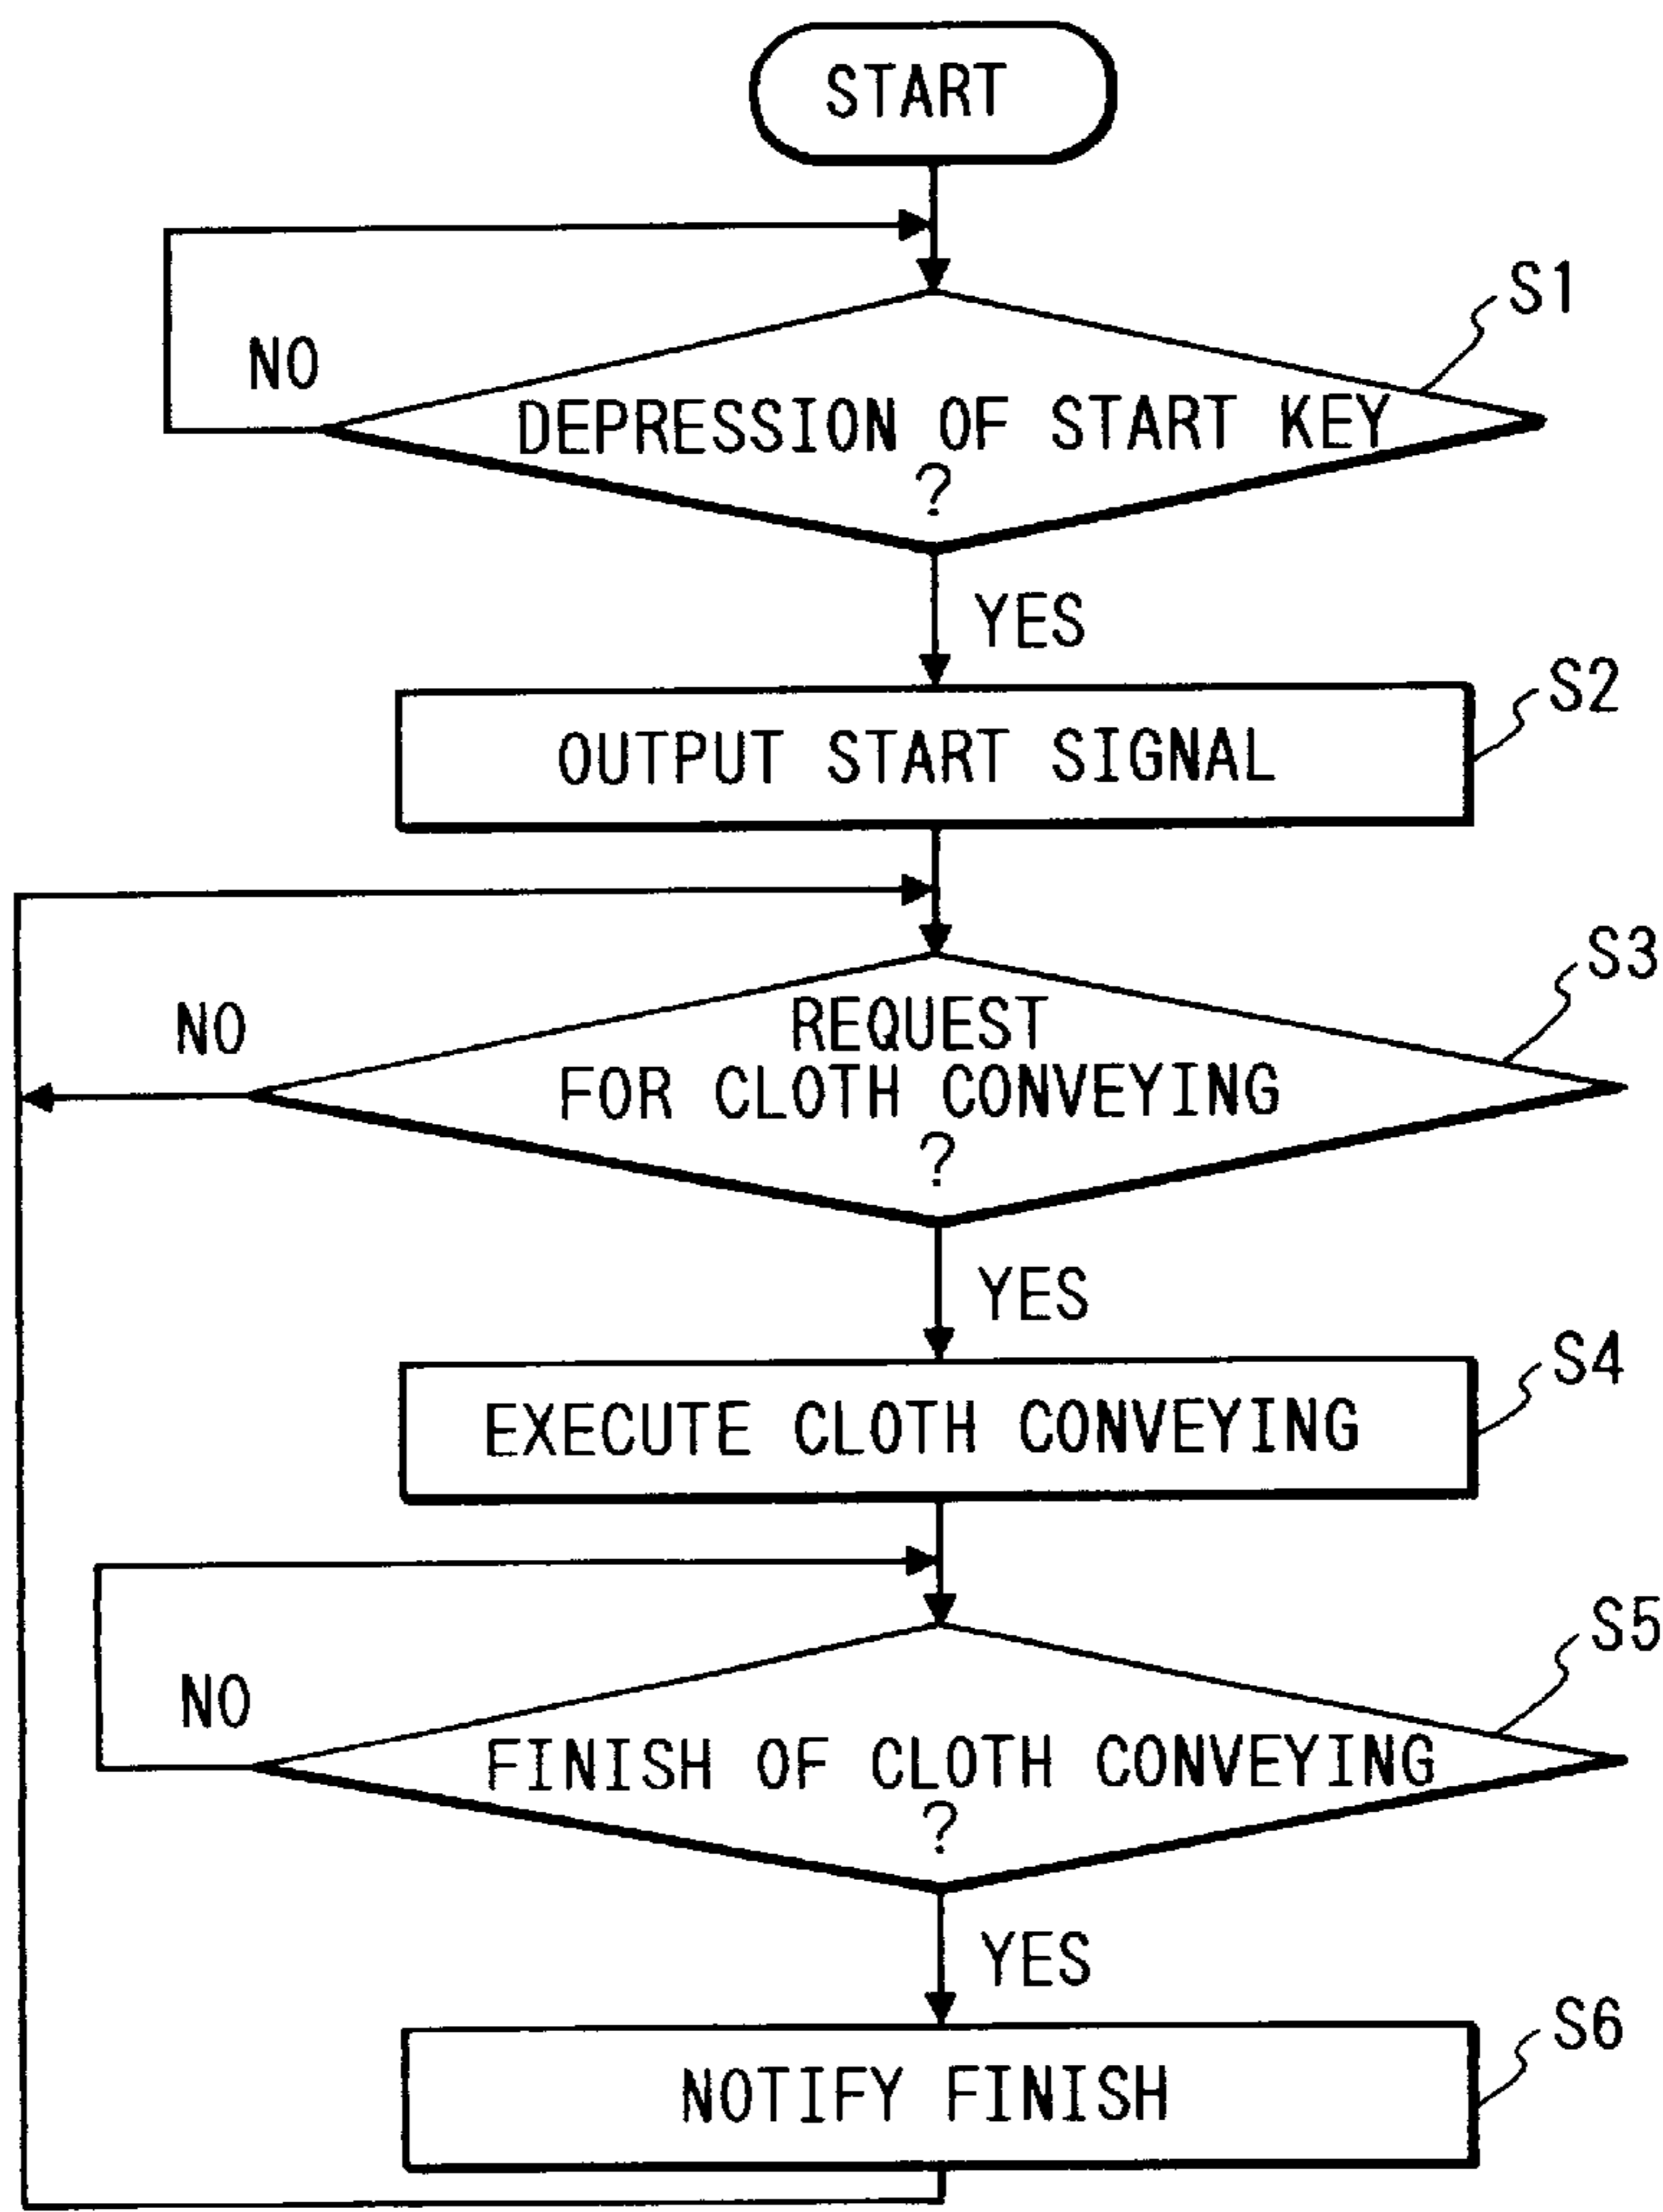 START
S1
NO
DEPRESSION OF START KEY
?
YES
S2
OUTPUT START SIGNAL
S3
NO
REQUEST
FOR CLOTH CONVEYING
?
YES
S4
EXECUTE CLOTH CONVEYING
S5
NO
FINISH OF CLOTH CONVEYING
?
YES
S6
NOTIFY FINISH